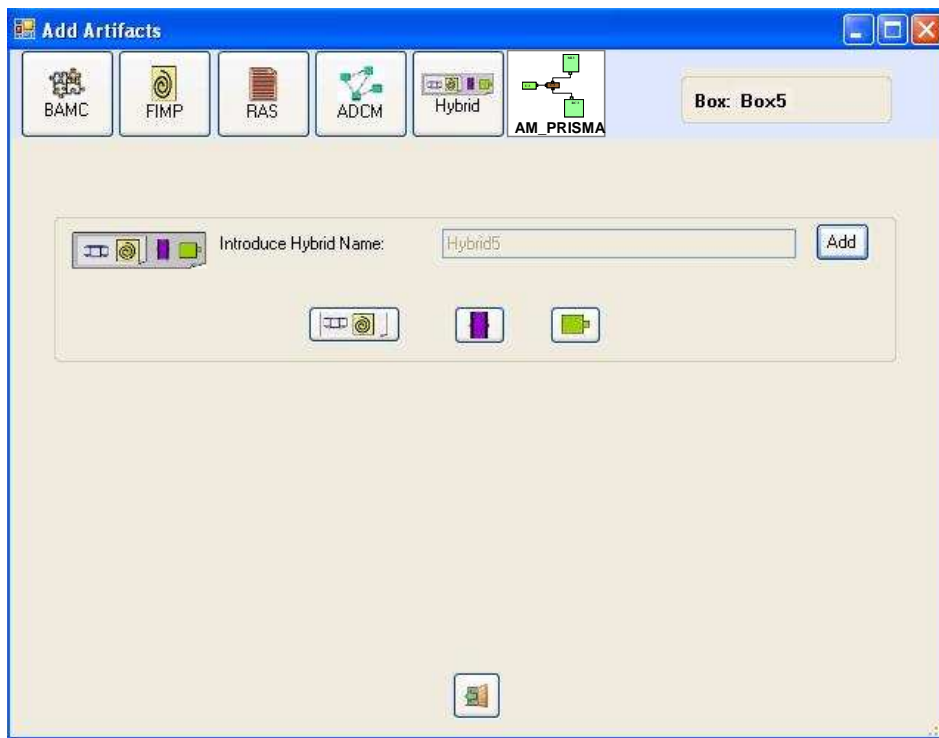 Add Artifacts
BAMC
FIMP
RAS
ADCM
Hybrid
AM_PRISMA
Box: Box5
Introduce Hybrid Name:
Hybrid5
Add